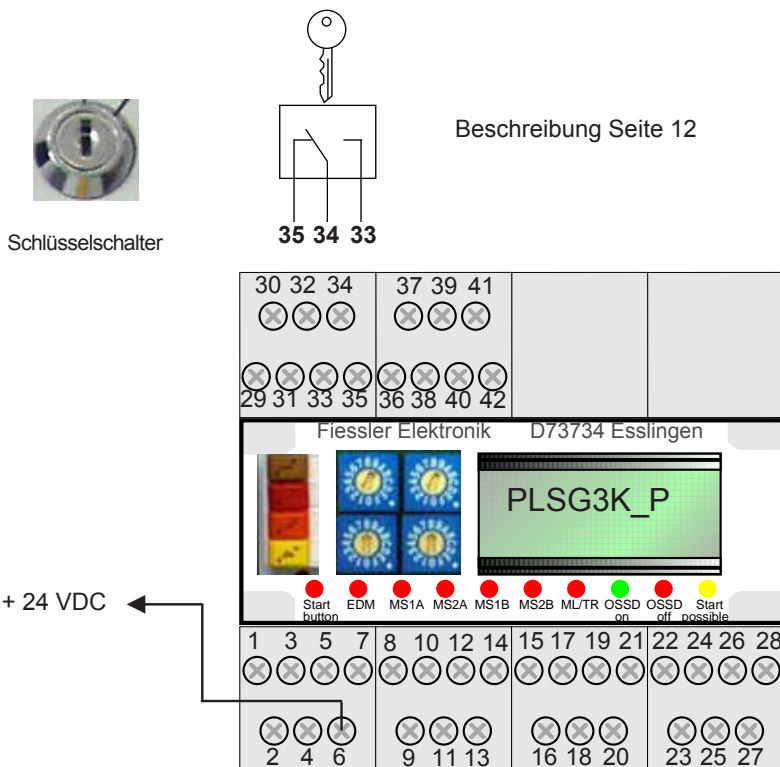 Beschreibung Seite 12
Schlüsselschalter
35 34 33
30 32 34 37 39 41
29 31 33 35 36 38 40 42
Fiessler Elektronik D73734 Esslingen
PLSG3K_P
Start button EDM MS1A MS2A MS1B MS2B ML/TR OSSD on OSSD off Start possible
+ 24 VDC
1 3 5 7 8 10 12 14 15 17 19 21 22 24 26 28
2 4 6 9 11 13 16 18 20 23 25 27